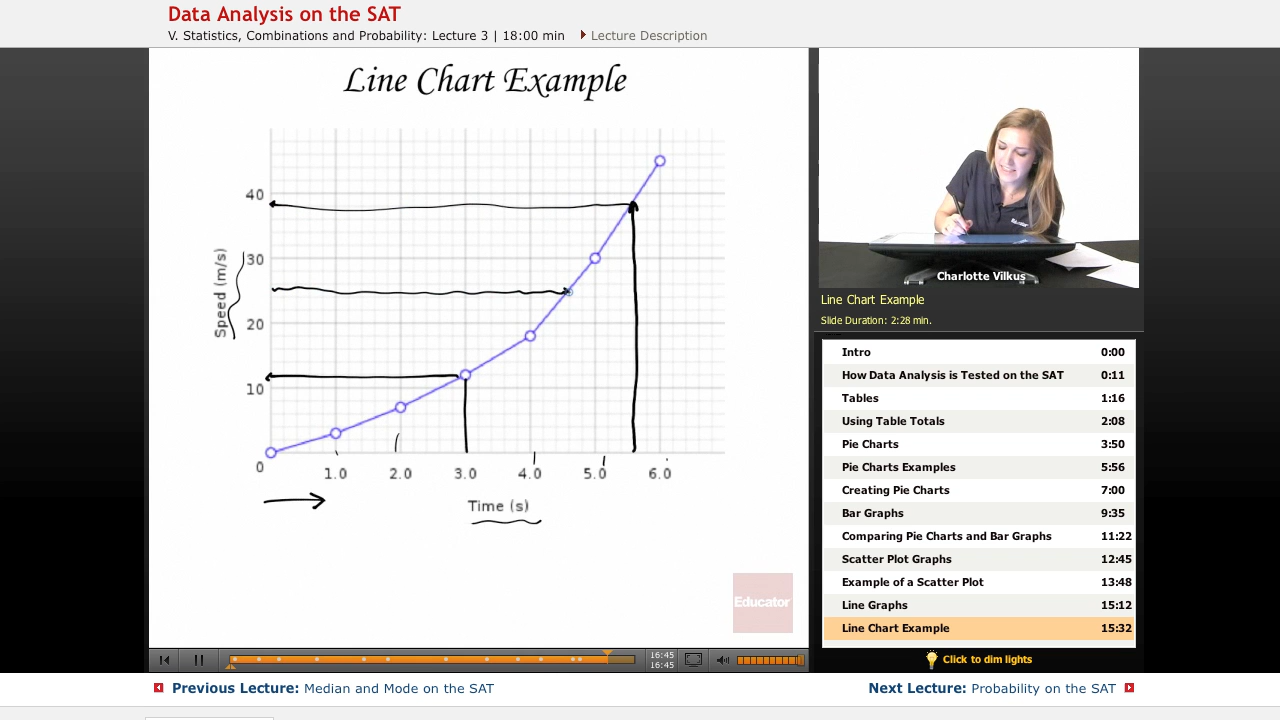 Data Analysis on the SAT
V. Statistics, Combinations and Probability: Lecture 3 | 18:00 min Lecture Description
Line Chart Example
40
30
20
10
0
Speed (m/s)
1.0 2.0 3.0 4.0 5.0 6.0
Time (s)
Educator
Educator
Charlotte Vilkus
Line Chart Example
Slide Duration: 2:28 min.
Intro 0:00
How Data Analysis is Tested on the SAT 0:11
Tables 1:16
Using Table Totals 2:08
Pie Charts 3:50
Pie Charts Examples 5:56
Creating Pie Charts 7:00
Bar Graphs 9:35
Comparing Pie Charts and Bar Graphs 11:22
Scatter Plot Graphs 12:45
Example of a Scatter Plot 13:48
Line Graphs 15:12
Line Chart Example 15:32
16:45
16:45
Click to dim lights
Previous Lecture: Median and Mode on the SAT
Next Lecture: Probability on the SAT